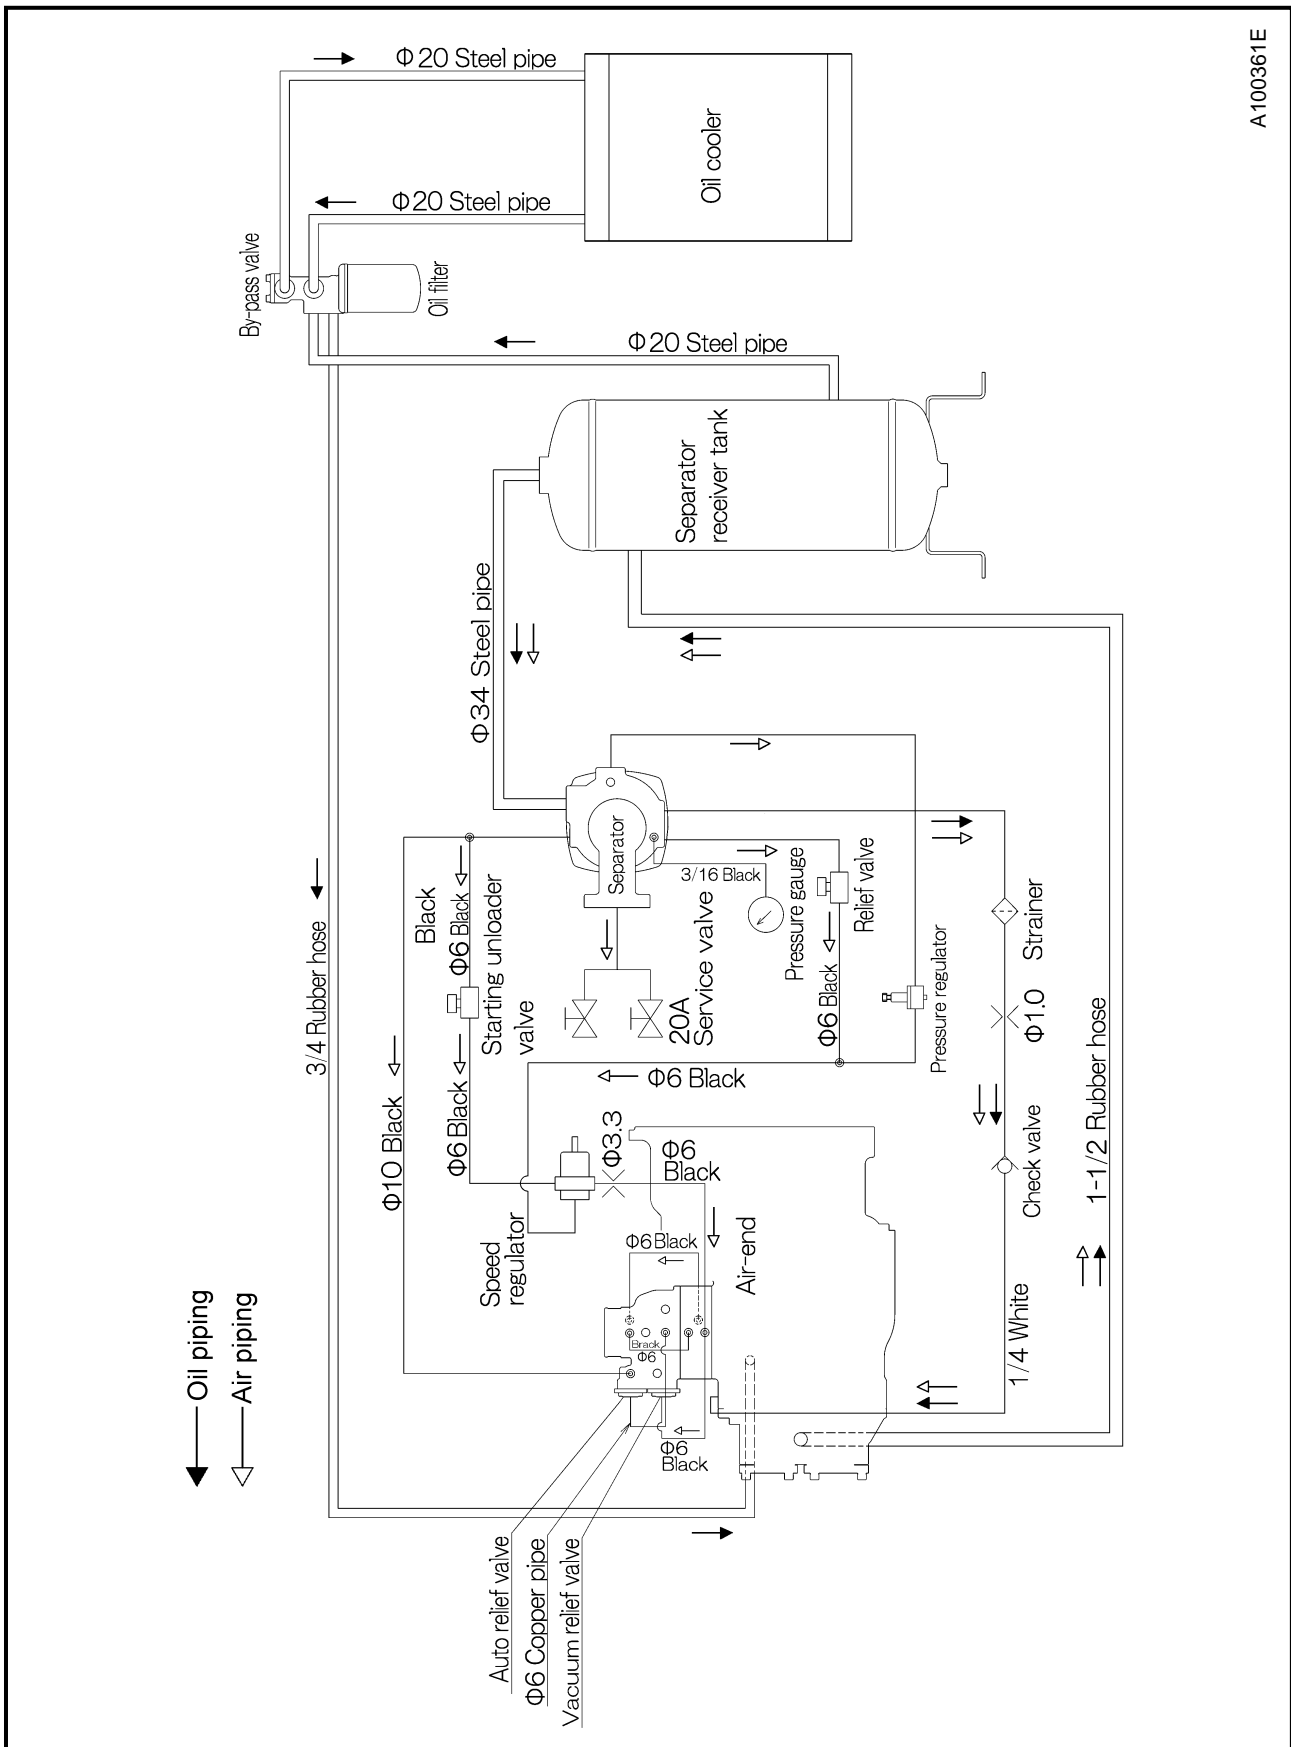 A100361E
Φ20 Steel pipe
Oil cooler
Φ20 Steel pipe
By-pass valve
Oil filter
Φ20 Steel pipe
Separator
receiver tank
Φ34 Steel pipe
Separator
3/16 Black
Pressure gauge
Relief valve
Black
Φ6 Black
Starting unloader
valve
20A
Service valve
Φ6 Black
Pressure regulator
Strainer
Φ1.0
3/4 Rubber hose
Φ10 Black
Φ6 Black
Φ6 Black
Φ3.3
Φ6
Black
Check valve
1-1/2 Rubber hose
Speed
regulator
Φ6 Black
Air-end
Brack
Φ6
1/4 White
Φ6
Black
Oil piping
Air piping
Auto relief valve
Φ6 Copper pipe
Vacuum relief valve